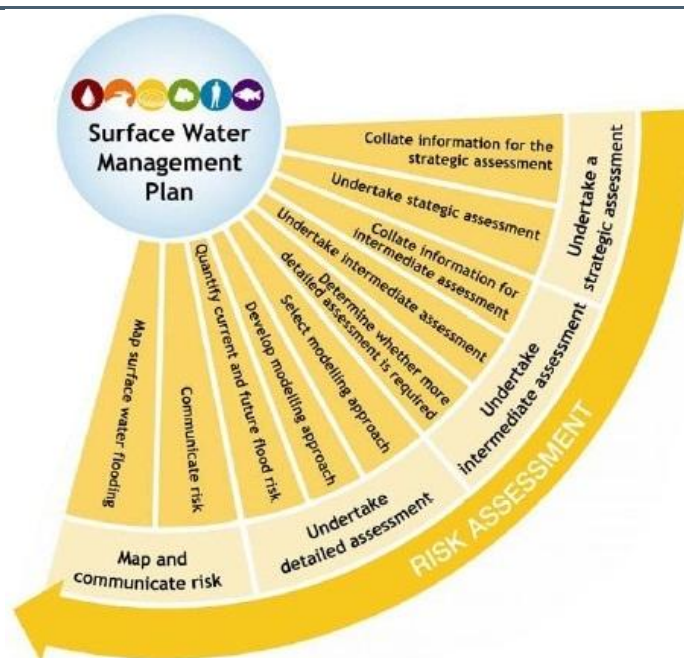 Surface Water
Management
Plan
Collate information for the
strategic assessment
Undertake stategic assessment
Collate information for
intermediate assessment
Undertake intermediate assessment
Determine whether more
detailed assessment is required
Select modelling approach
Develop modelling approach
Quantify current and future flood risk
Communicate risk
Map surface water flooding
Undertake a
strategic assessment
Undertake
intermediate assessment
Undertake
detailed assessment
Map and
communicate risk
RISK ASSESSMENT